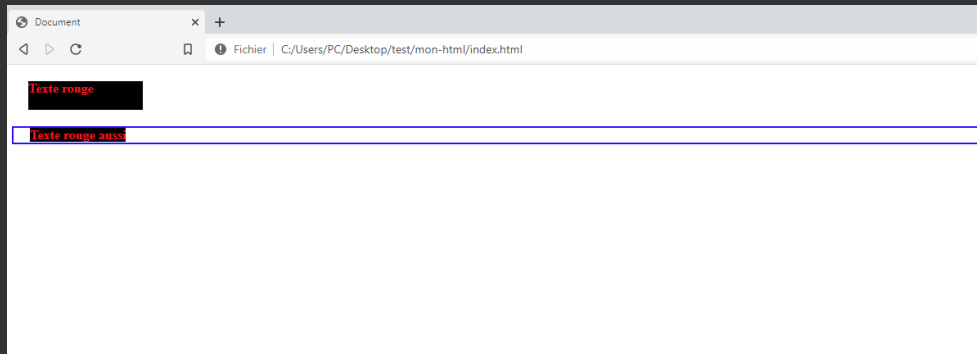 Document
Fichier C:/Users/PC/Desktop/test/mon-html/index.html
Texte rouge
Texte rouge aussi